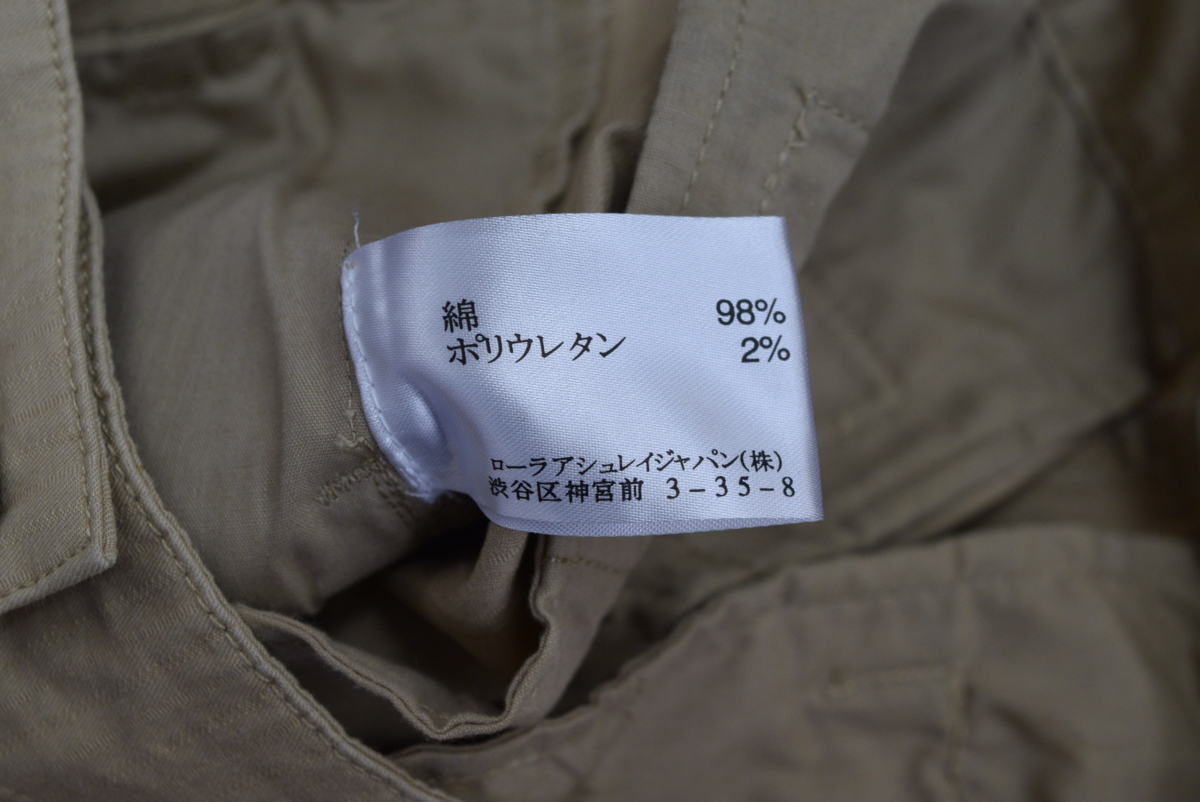 綿 98%
ポリウレタン 2%
ローラアシュレイジャパン(株)
渋谷区神宮前 3-35-8